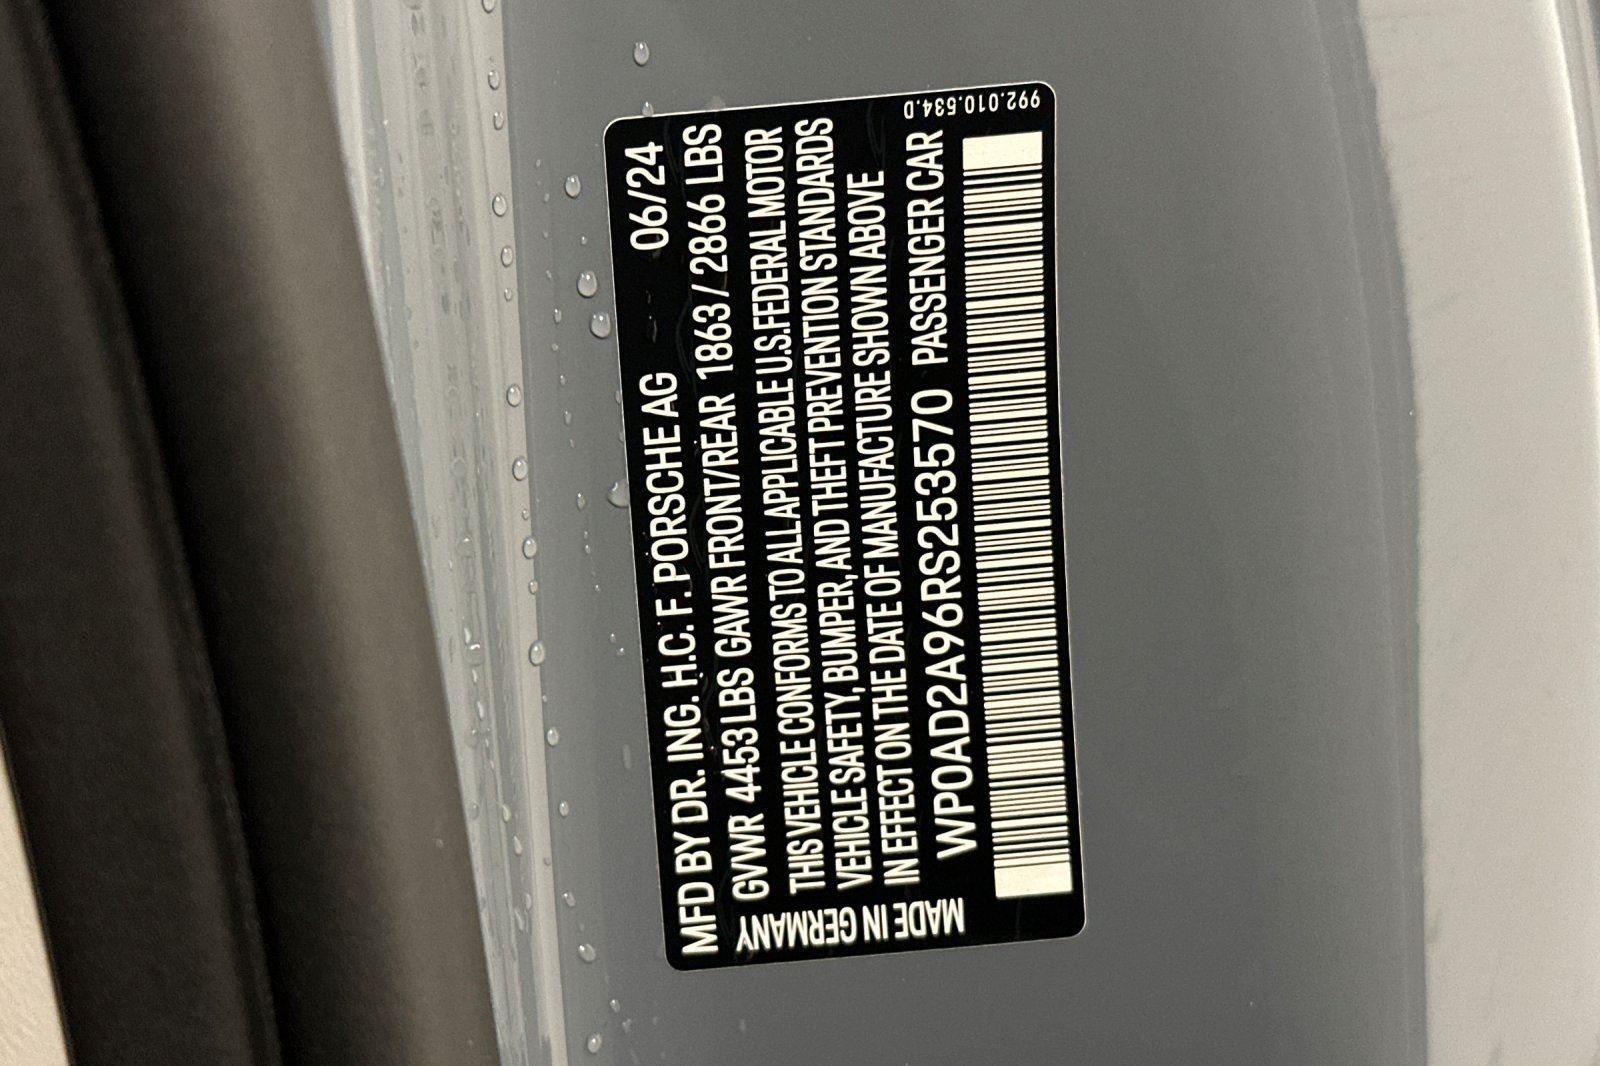 MFD BY DR. ING. H.C. F. PORSCHE AG 06/24
GVWR 4453 LBS GAWR FRONT/REAR 1863 / 2866 LBS
THIS VEHICLE CONFORMS TO ALL APPLICABLE U.S. FEDERAL MOTOR
VEHICLE SAFETY, BUMPER, AND THEFT PREVENTION STANDARDS
IN EFFECT ON THE DATE OF MANUFACTURE SHOWN ABOVE
WP0AD2A96RS253570 PASSENGER CAR
MADE IN GERMANY
992.010.534.D